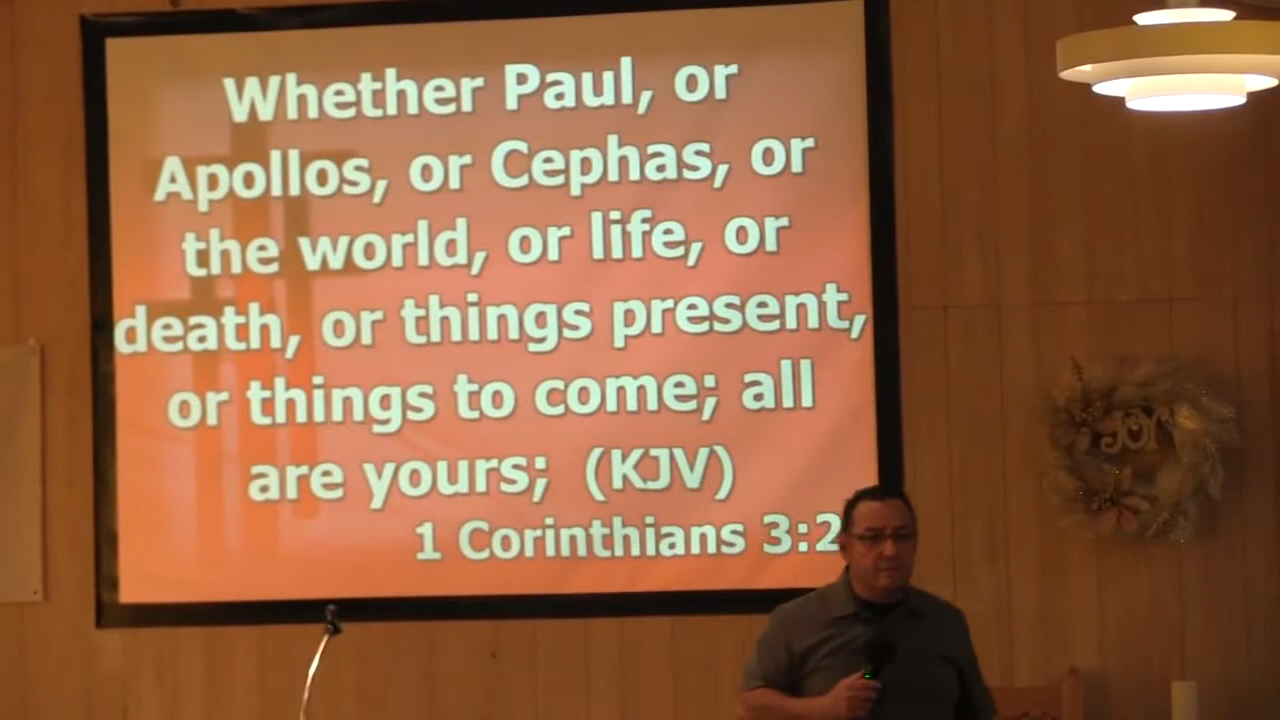 Whether Paul, or
Apollos, or Cephas, or
the world, or life, or
death, or things present,
or things to come; all
are yours; (KJV)
1 Corinthians 3:2
JOY